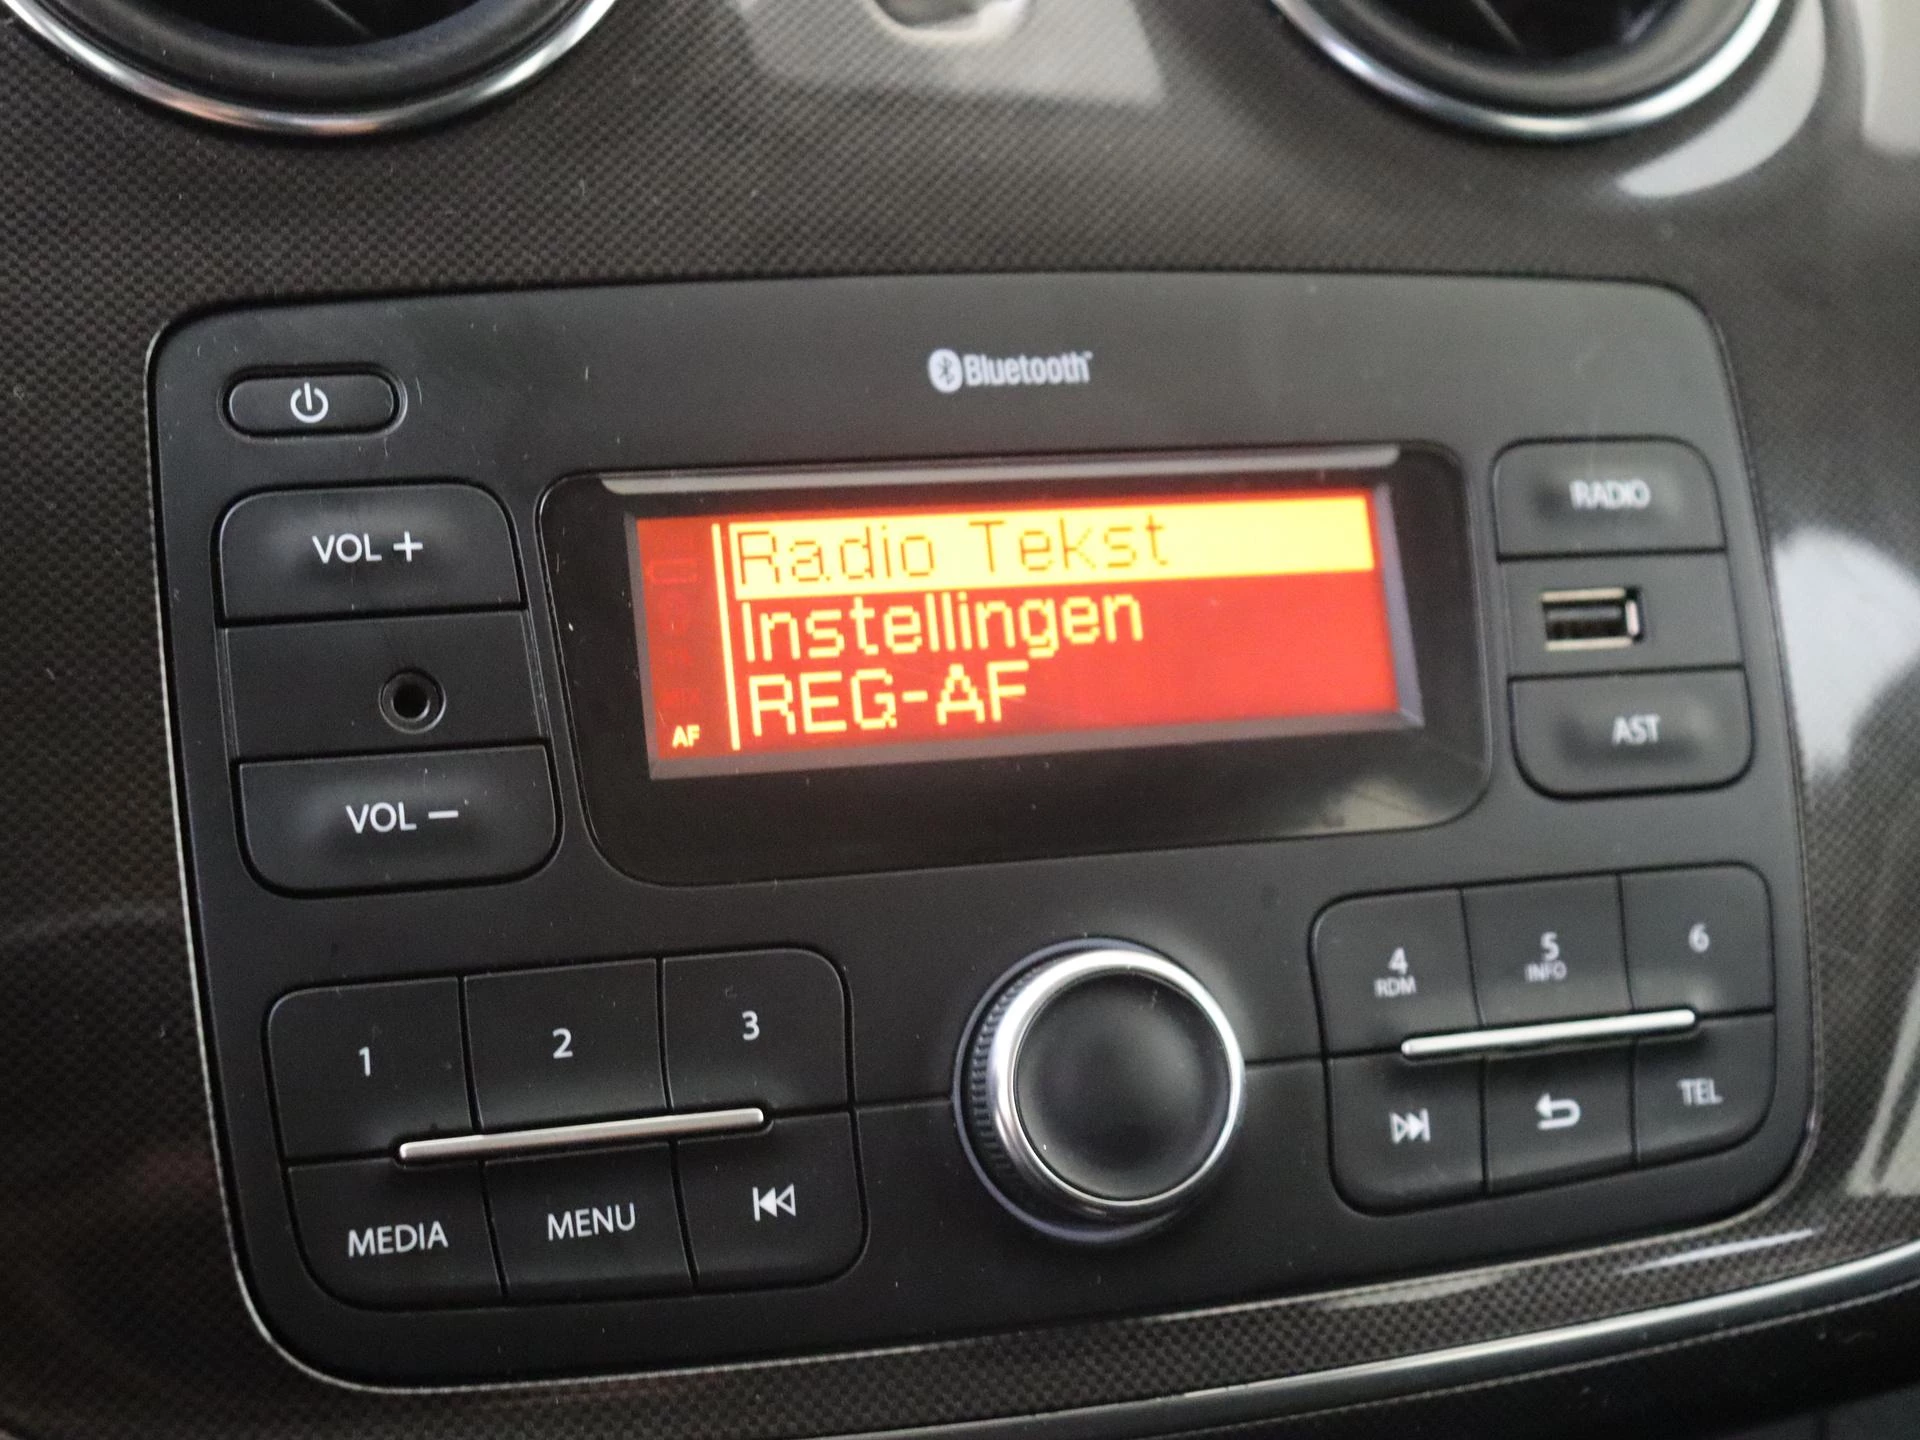 Bluetooth
VOL +
Radio Tekst
Instellingen
REG-AF
AF
RADIO
AST
VOL −
1
2
3
4
RDM
5
INFO
6
MEDIA
MENU
TEL